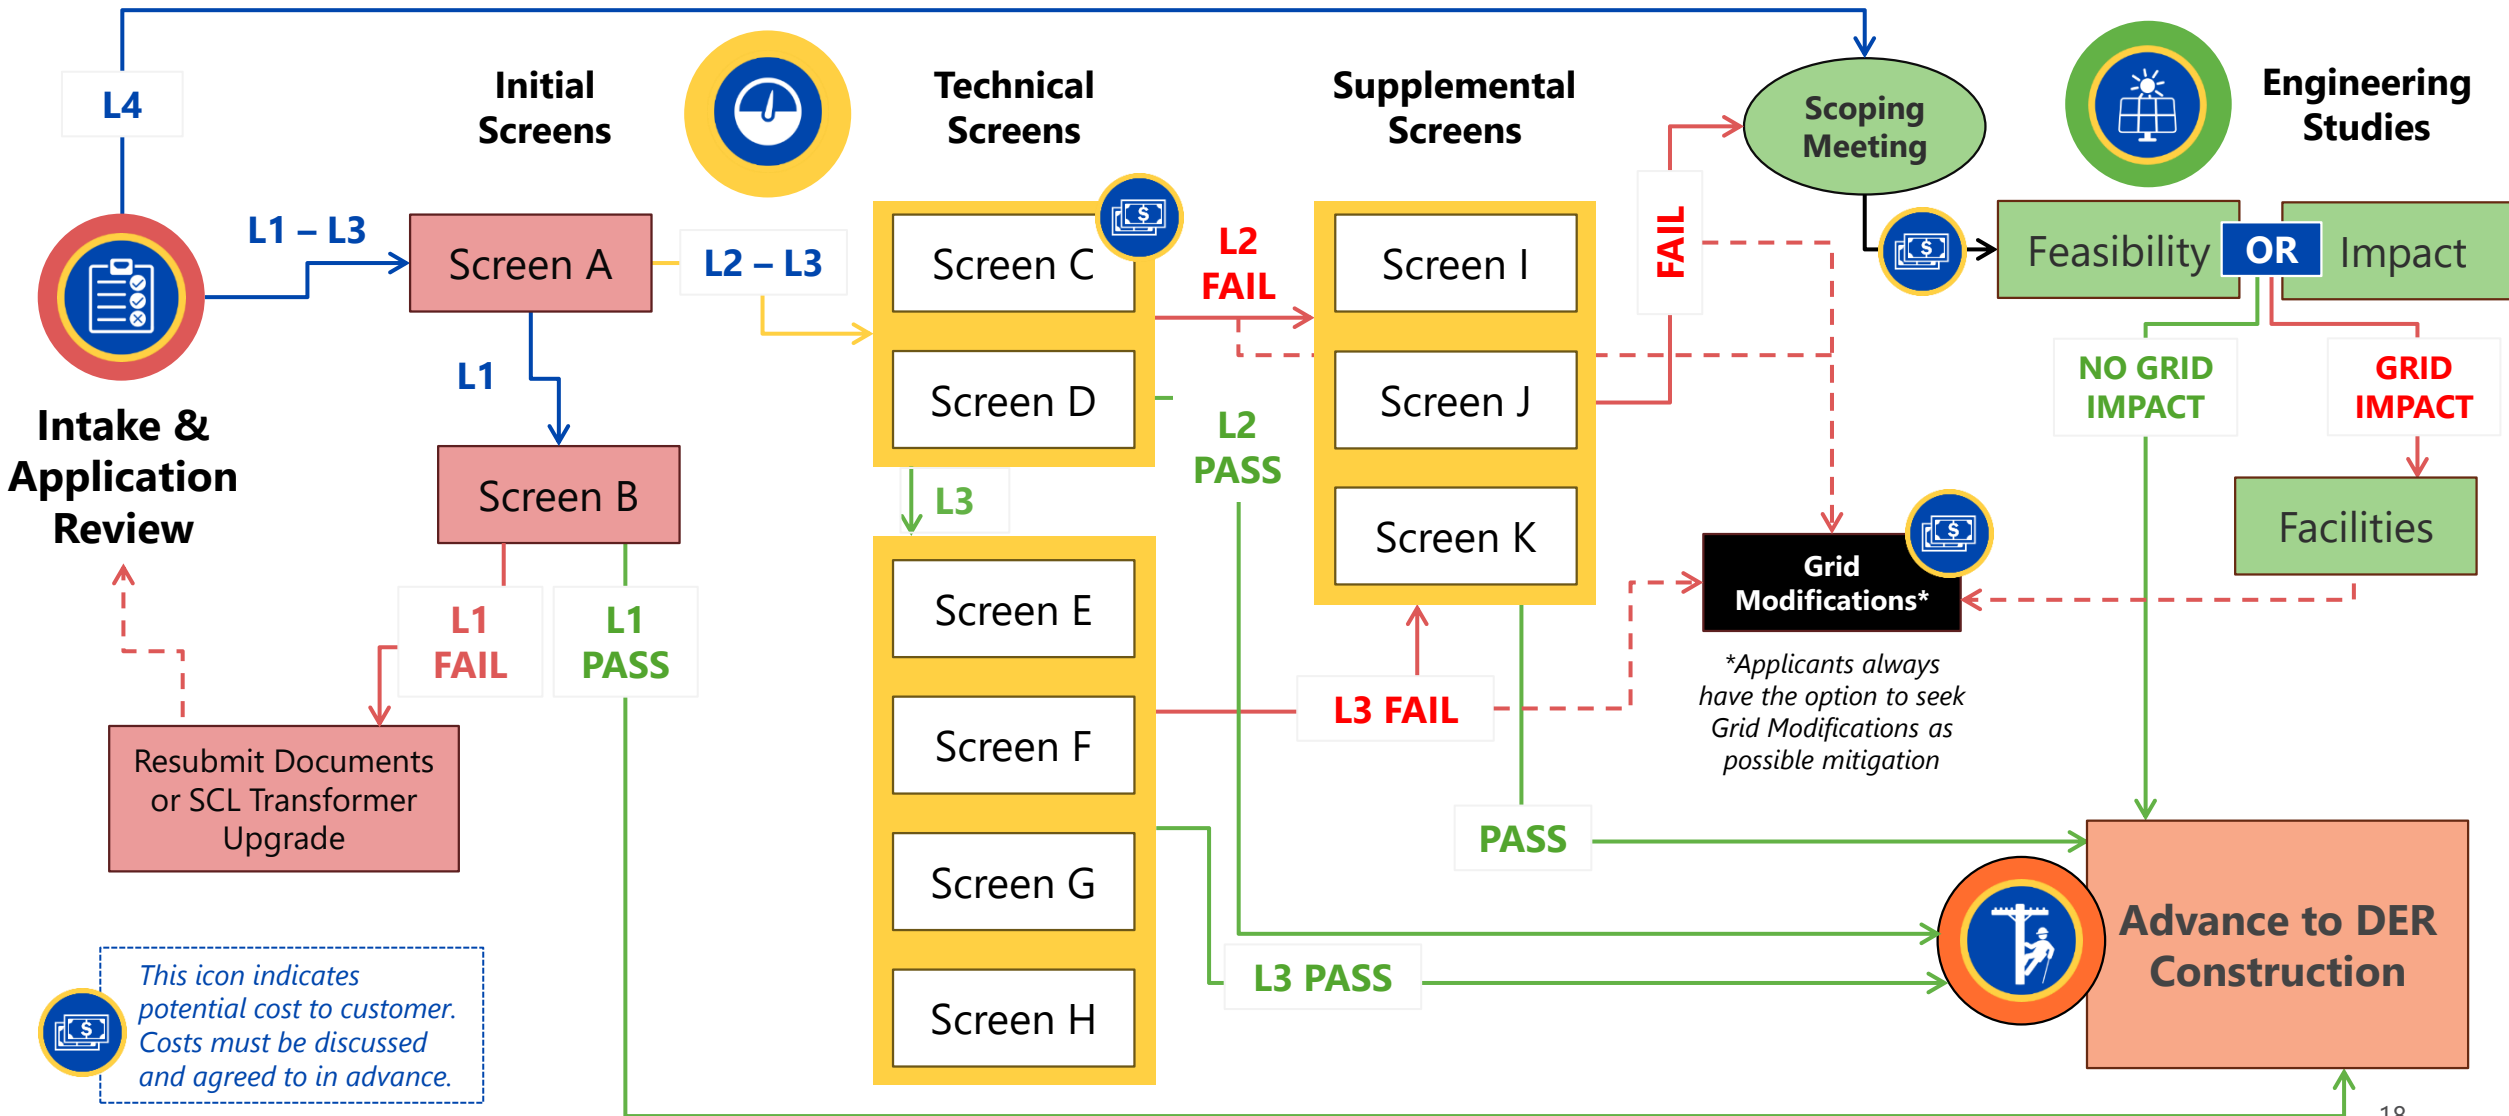 L4
Initial
Screens
Technical
Screens
Supplemental
Screens
Scoping
Meeting
Engineering
Studies
L1 – L3
Screen A
L2 – L3
Screen C
L2
FAIL
Screen I
FAIL
Feasibility
OR
Impact
L1
Screen D
L2
PASS
Screen J
NO GRID
IMPACT
GRID
IMPACT
Intake &
Application
Review
Screen B
L3
Screen K
Facilities
Grid
Modifications*
L1
FAIL
L1
PASS
Screen E
*Applicants always
have the option to seek
Grid Modifications as
possible mitigation
L3 FAIL
Screen F
Resubmit Documents
or SCL Transformer
Upgrade
PASS
Screen G
Advance to DER
Construction
L3 PASS
Screen H
This icon indicates
potential cost to customer.
Costs must be discussed
and agreed to in advance.
18